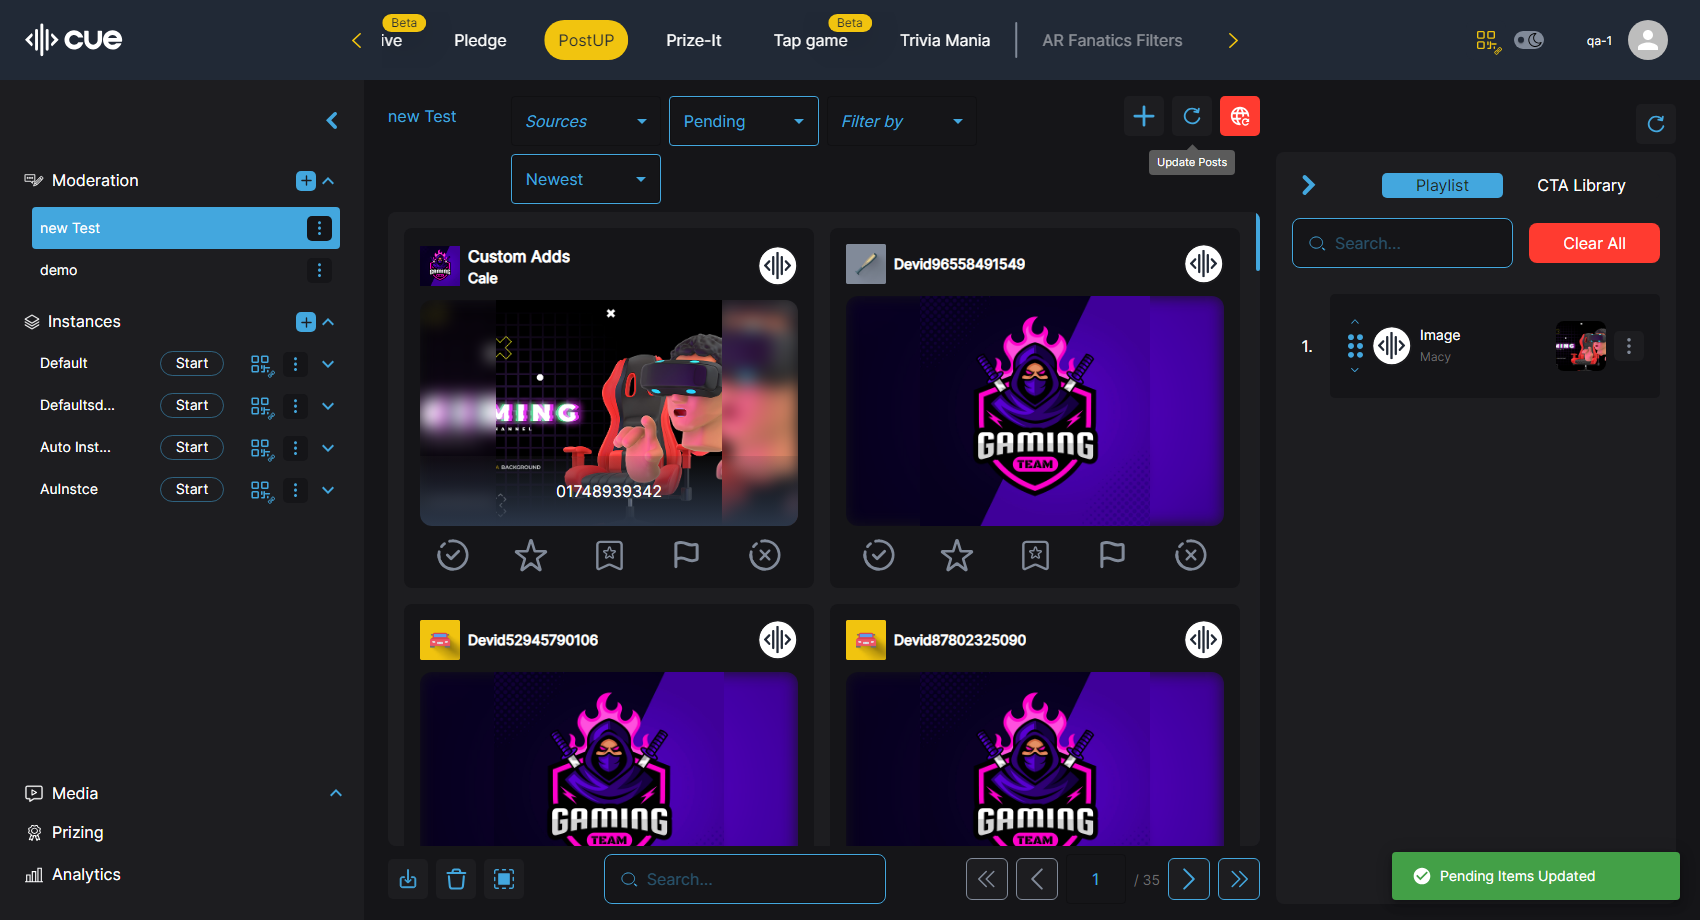 cue
Beta
ive
Pledge
PostUP
Prize-It
Beta
Tap game
Trivia Mania
AR Fanatics Filters
qa-1
Moderation
new Test
demo
Instances
Default
Start
Defaultsd...
Start
Auto Inst...
Start
AuInstce
Start
Media
Prizing
Analytics
new Test
Sources
Pending
Filter by
Newest
Update Posts
Custom Adds
Cale
MING
CHANNEL
& BACKGROUND
01748939342
Devid96558491549
GAMING
TEAM
Devid52945790106
GAMING
TEAM
Devid87802325090
GAMING
TEAM
Search...
1
/ 35
Playlist
CTA Library
Search...
Clear All
1.
Image
Macy
Pending Items Updated